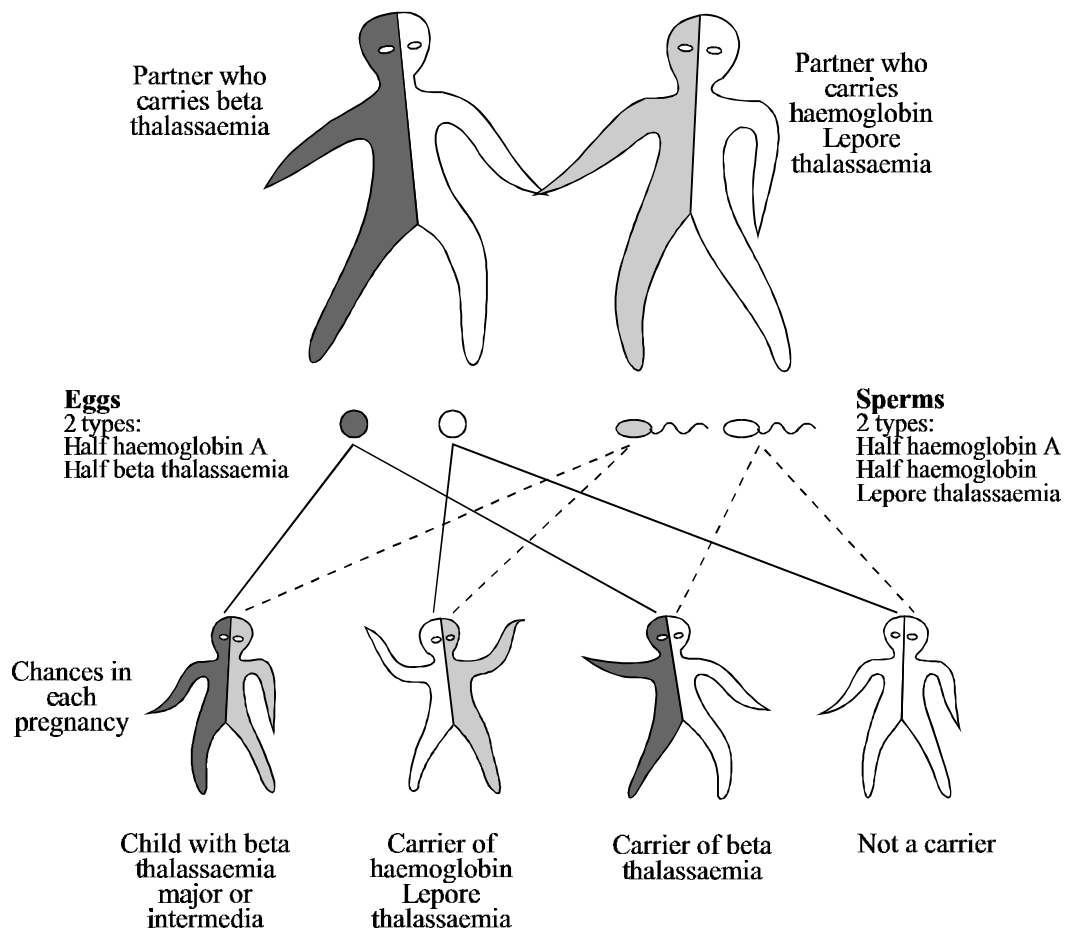 Partner who
carries beta
thalassaemia
Partner who
carries
haemoglobin
Lepore
thalassaemia
Eggs
2 types:
Half haemoglobin A
Half beta thalassaemia
Sperms
2 types:
Half haemoglobin A
Half haemoglobin
Lepore thalassaemia
Chances in
each
pregnancy
Child with beta
thalassaemia
major or
intermedia
Carrier of
haemoglobin
Lepore
thalassaemia
Carrier of beta
thalassaemia
Not a carrier